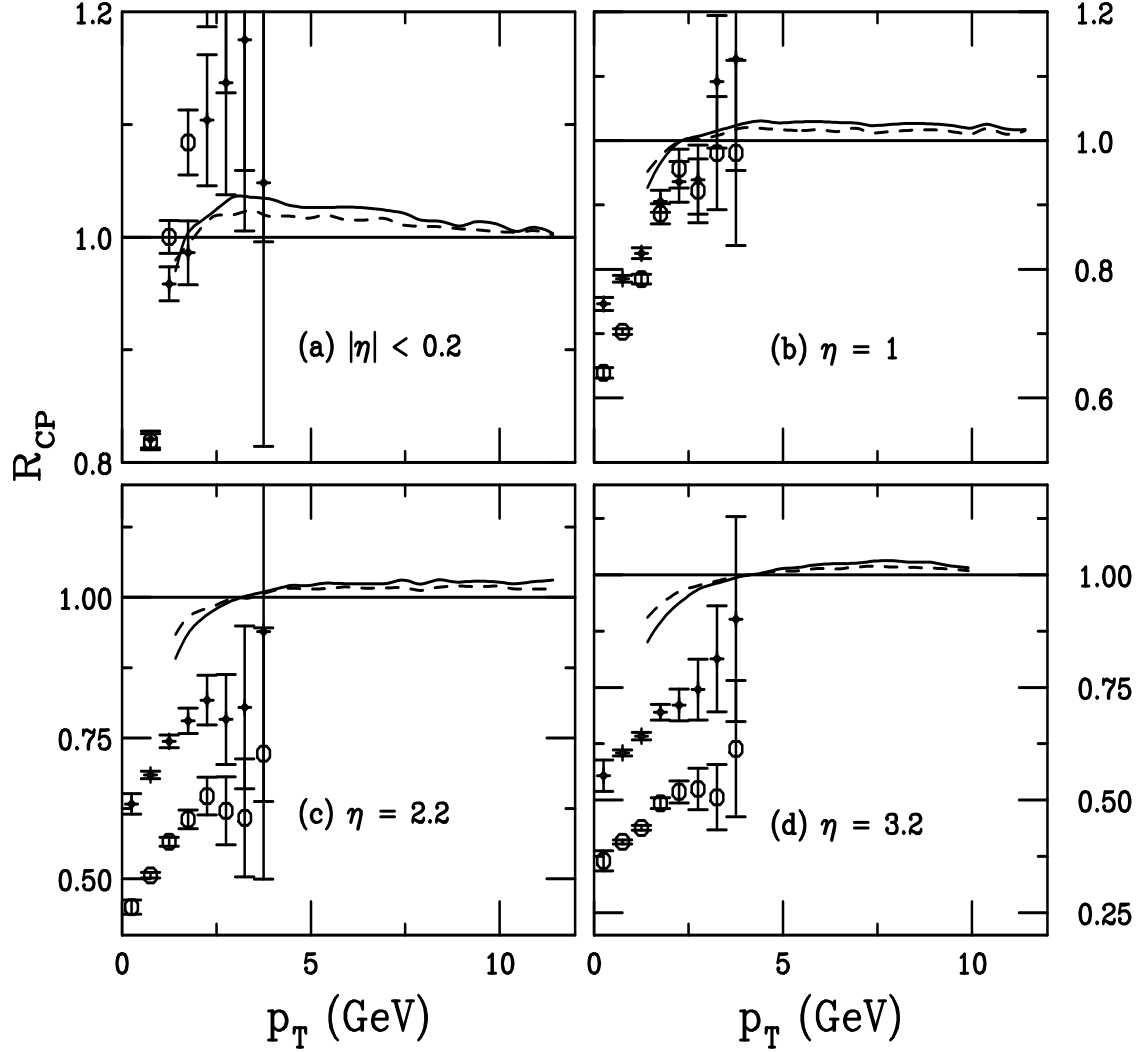 1.2
1.0
0.8
(a) |η| < 0.2
1.2
1.0
0.8
0.6
(b) η = 1
R_CP
1.00
0.75
0.50
(c) η = 2.2
1.00
0.75
0.50
0.25
(d) η = 3.2
0 5 10
0 5 10
p_T (GeV)
p_T (GeV)